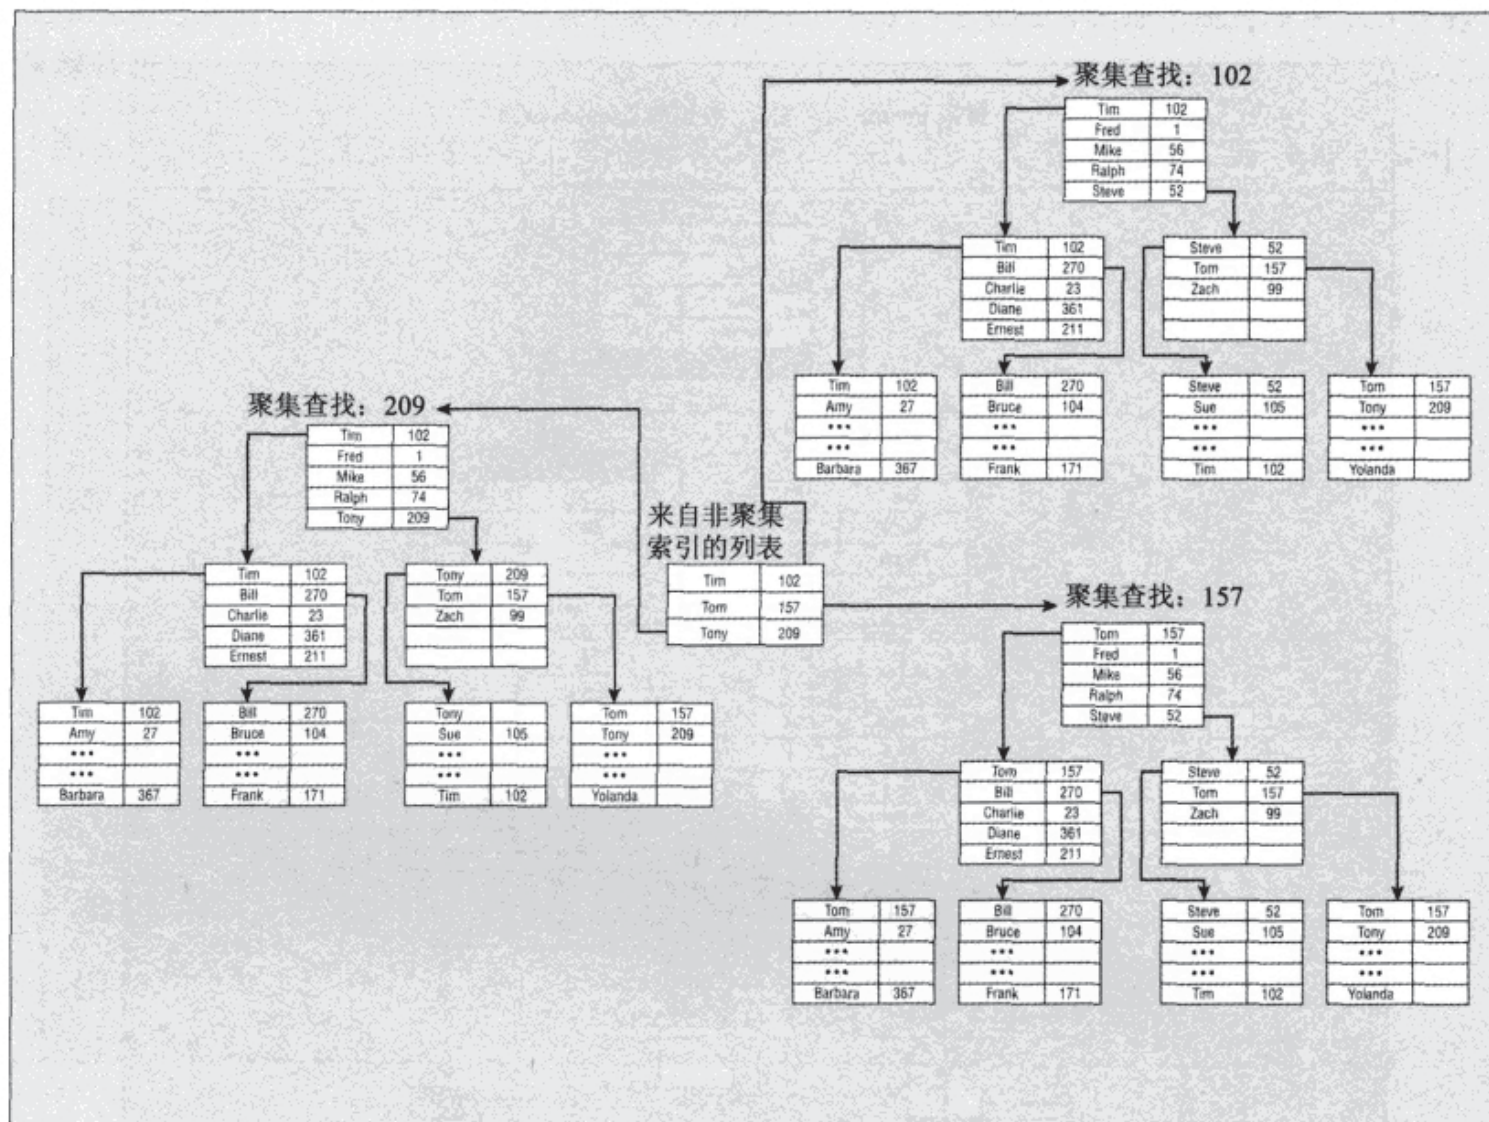 聚集查找：102
Tim 102
Fred 1
Mike 56
Ralph 74
Steve 52
Tim 102
Bill 270
Charlie 23
Diane 361
Ernest 211
Steve 52
Tom 157
Zach 99
Tim 102
Amy 27
•••
•••
Barbara 367
Bill 270
Bruce 104
•••
•••
Frank 171
Steve 52
Sue 105
•••
•••
Tim 102
Tom 157
Tony 209
•••
•••
Yolanda
聚集查找：209
Tim 102
Fred 1
Mike 56
Ralph 74
Tony 209
Tim 102
Bill 270
Charlie 23
Diane 361
Ernest 211
Tony 209
Tom 157
Zach 99
Tim 102
Amy 27
•••
•••
Barbara 367
Bill 270
Bruce 104
•••
•••
Frank 171
Tony
Sue 105
•••
•••
Tim 102
Tom 157
Tony 209
•••
•••
Yolanda
来自非聚集
索引的列表
Tim 102
Tom 157
Tony 209
聚集查找：157
Tom 157
Fred 1
Mike 56
Ralph 74
Steve 52
Tom 157
Bill 270
Charlie 23
Diane 361
Ernest 211
Steve 52
Tom 157
Zach 99
Tom 157
Amy 27
•••
•••
Barbara 367
Bill 270
Bruce 104
•••
•••
Frank 171
Steve 52
Sue 105
•••
•••
Tim 102
Tom 157
Tony 209
•••
•••
Yolanda